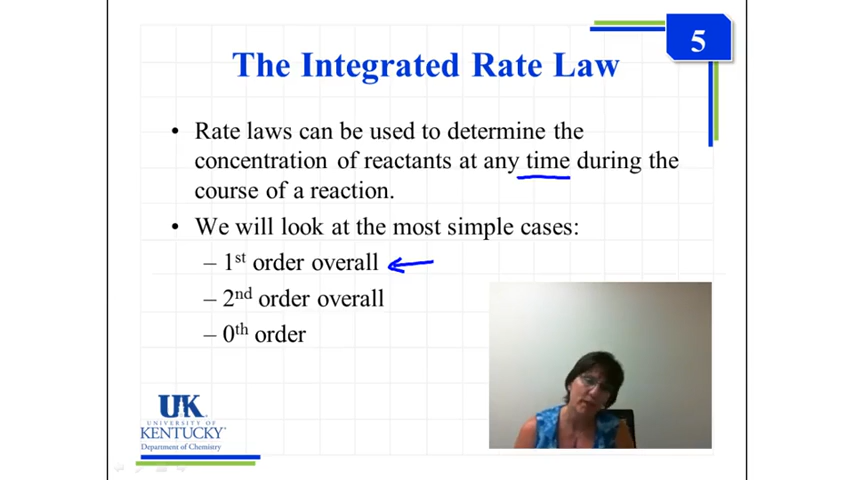 5
The Integrated Rate Law
• Rate laws can be used to determine the
concentration of reactants at any time during the
course of a reaction.
• We will look at the most simple cases:
– 1st order overall
– 2nd order overall
– 0th order
UK
UNIVERSITY OF
KENTUCKY
Department of Chemistry